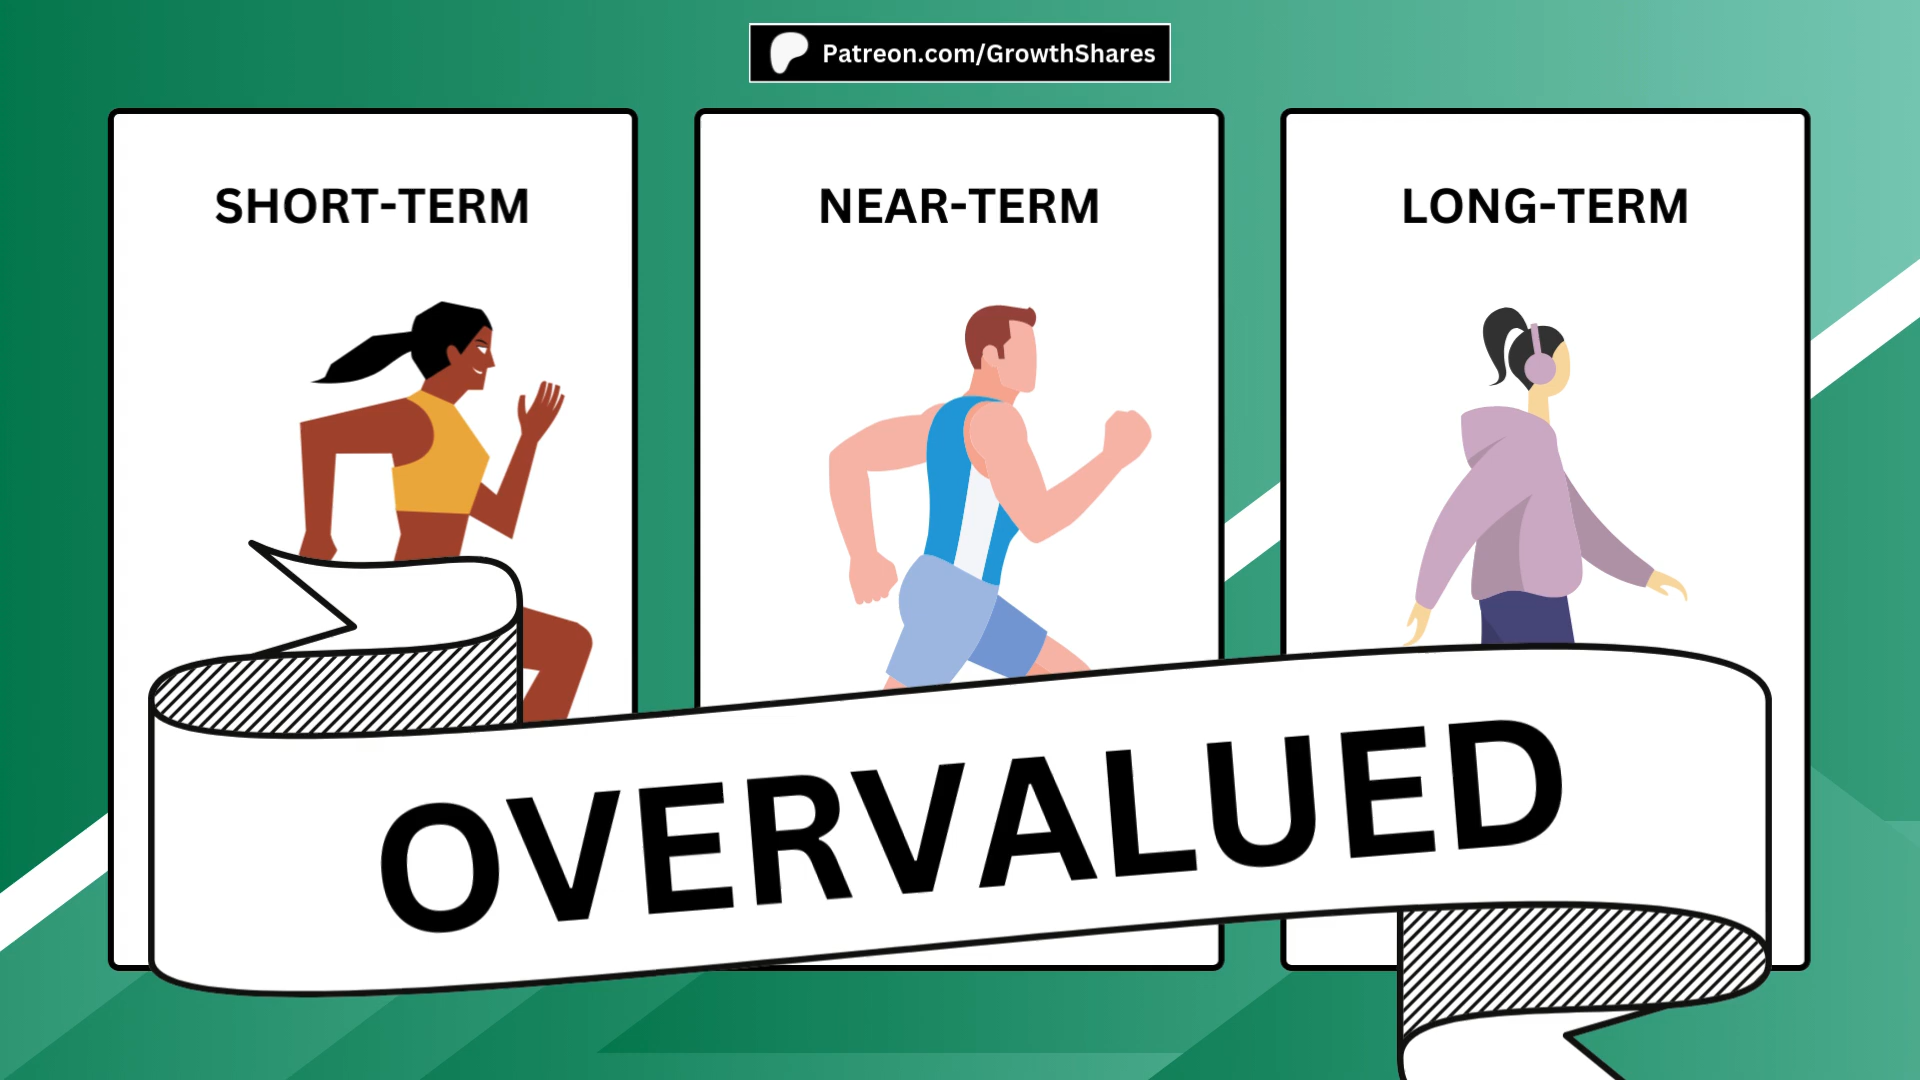 Patreon.com/GrowthShares
SHORT-TERM
NEAR-TERM
LONG-TERM
OVERVALUED